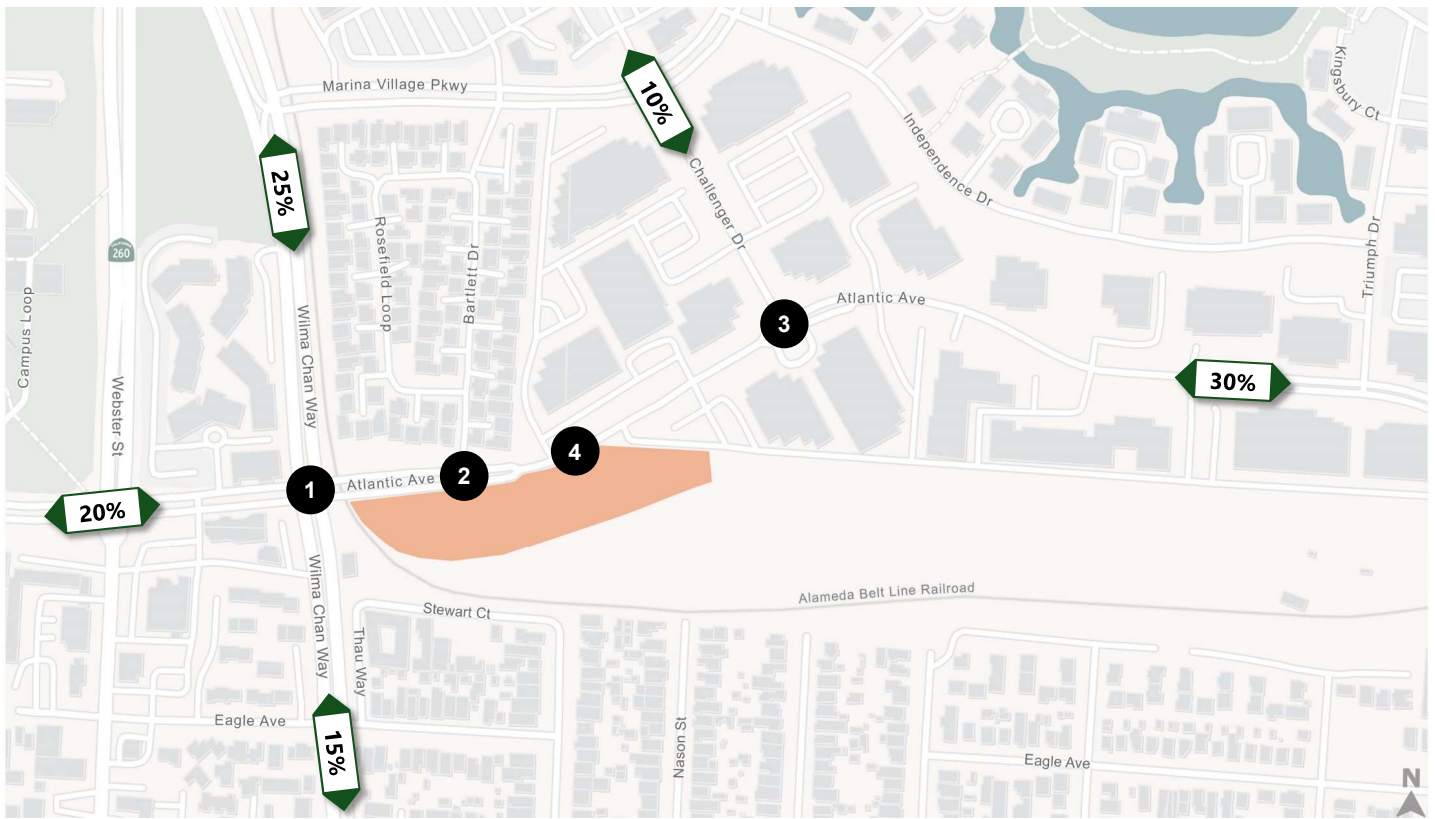 Marina Village Pkwy
10%
Kingsbury Ct
Independence Dr
25%
Challenger Dr
CALIFORNIA
260
Rosefield Loop
Bartlett Dr
Triumph Dr
Campus Loop
Atlantic Ave
3
Wilma Chan Way
Webster St
30%
4
2
1
Atlantic Ave
20%
Wilma Chan Way
Alameda Belt Line Railroad
Stewart Ct
Thau Way
Eagle Ave
15%
Nason St
Eagle Ave
N